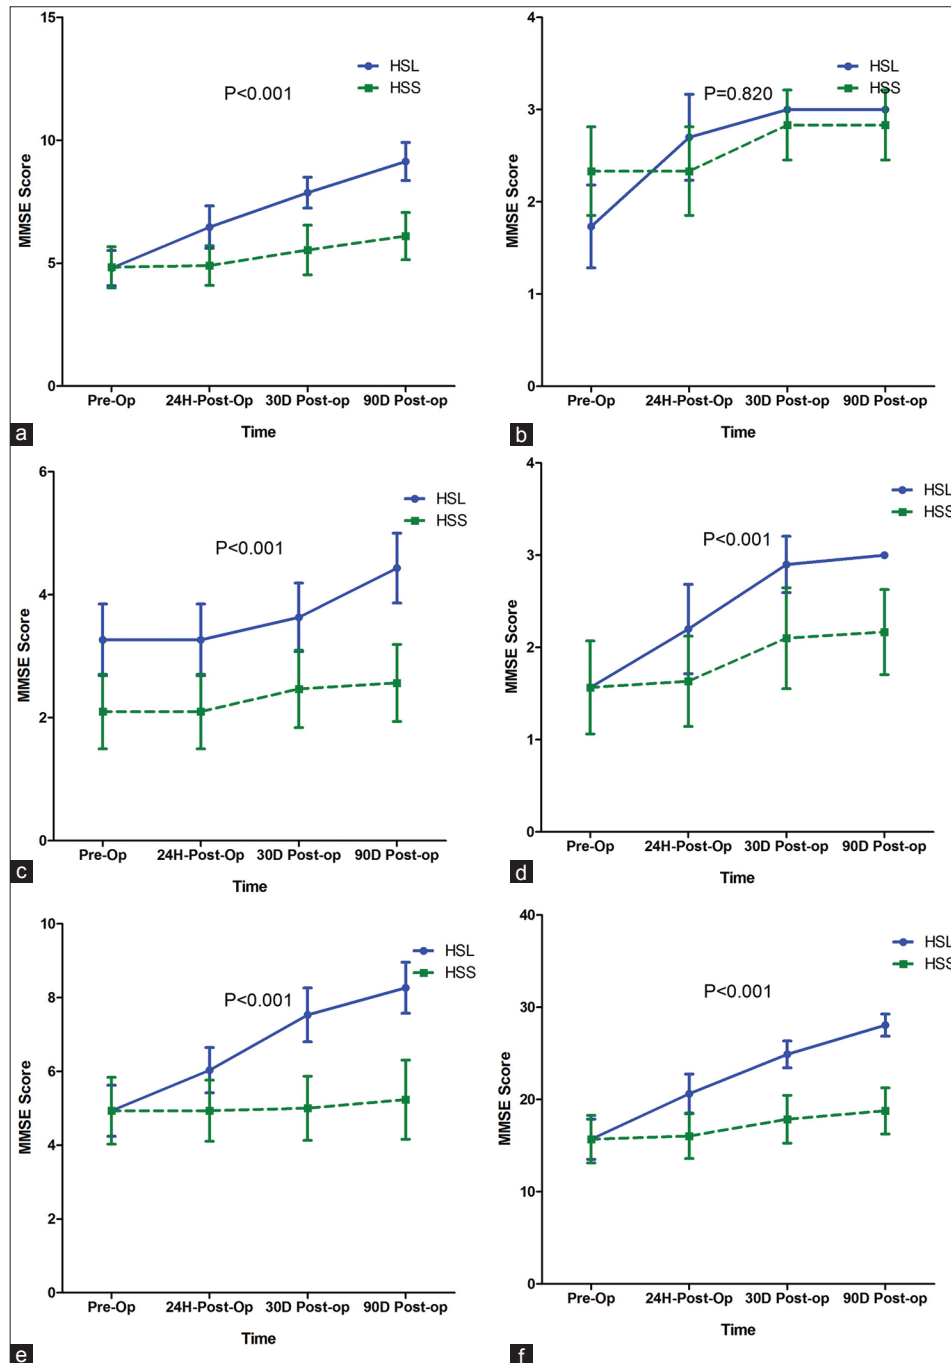 15
HSL
HSS
P<0.001
10
MMSE Score
5
0
Pre-Op 24H-Post-Op 30D Post-op 90D Post-op
Time
a
4
HSL
HSS
P=0.820
3
MMSE Score
2
1
0
Pre-Op 24H-Post-Op 30D Post-op 90D Post-op
Time
b
6
HSL
HSS
P<0.001
4
MMSE Score
2
0
Pre-Op 24H-Post-Op 30D Post-op 90D Post-op
Time
c
4
HSL
HSS
P<0.001
3
MMSE Score
2
1
0
Pre-Op 24H-Post-Op 30D Post-op 90D Post-op
Time
d
10
HSL
HSS
P<0.001
8
MMSE Score
6
4
2
0
Pre-Op 24H-Post-Op 30D Post-op 90D Post-op
Time
e
40
HSL
HSS
P<0.001
30
MMSE Score
20
10
0
Pre-Op 24H-Post-Op 30D Post-op 90D Post-op
Time
f